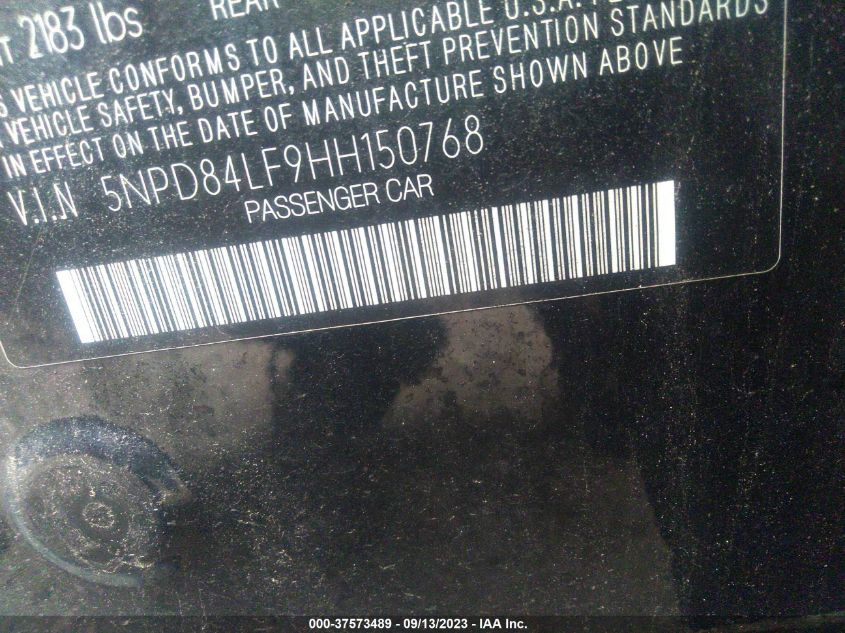 2183 lbs REAR
VEHICLE CONFORMS TO ALL APPLICABLE U.S.A.
VEHICLE SAFETY, BUMPER, AND THEFT PREVENTION STANDARDS
IN EFFECT ON THE DATE OF MANUFACTURE SHOWN ABOVE
V.I.N 5NPD84LF9HH150768
PASSENGER CAR
000-37573489 - 09/13/2023 - IAA Inc.